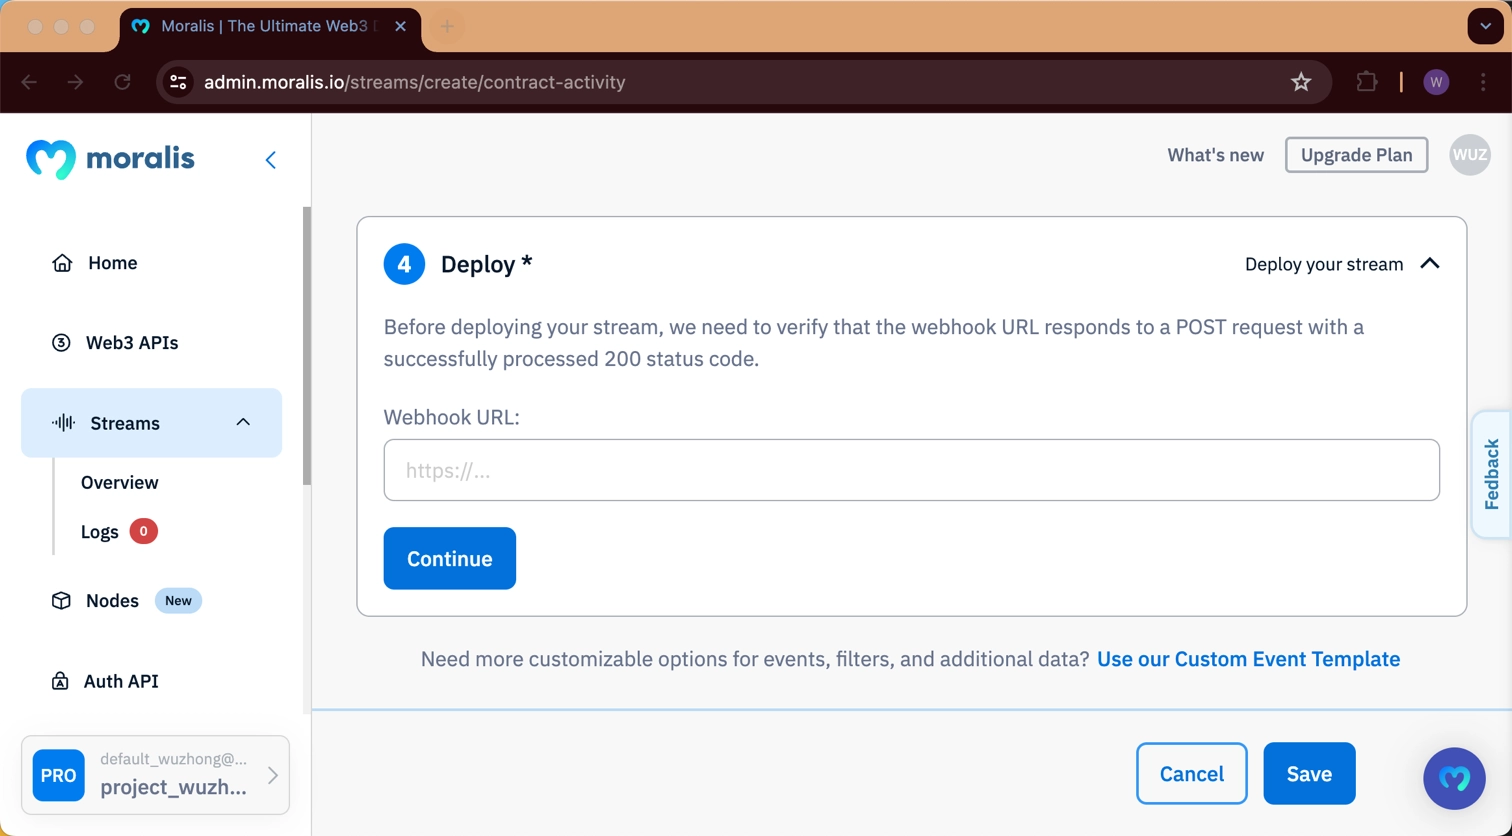 Moralis | The Ultimate Web3
admin.moralis.io/streams/create/contract-activity
W
moralis
What's new
Upgrade Plan
WUZ
Home
Web3 APIs
Streams
Overview
Logs 0
Nodes New
Auth API
PRO
default_wuzhong@...
project_wuzh...
4 Deploy *
Deploy your stream
Before deploying your stream, we need to verify that the webhook URL responds to a POST request with a
successfully processed 200 status code.
Webhook URL:
https://...
Continue
Need more customizable options for events, filters, and additional data? Use our Custom Event Template
Fedback
Cancel
Save